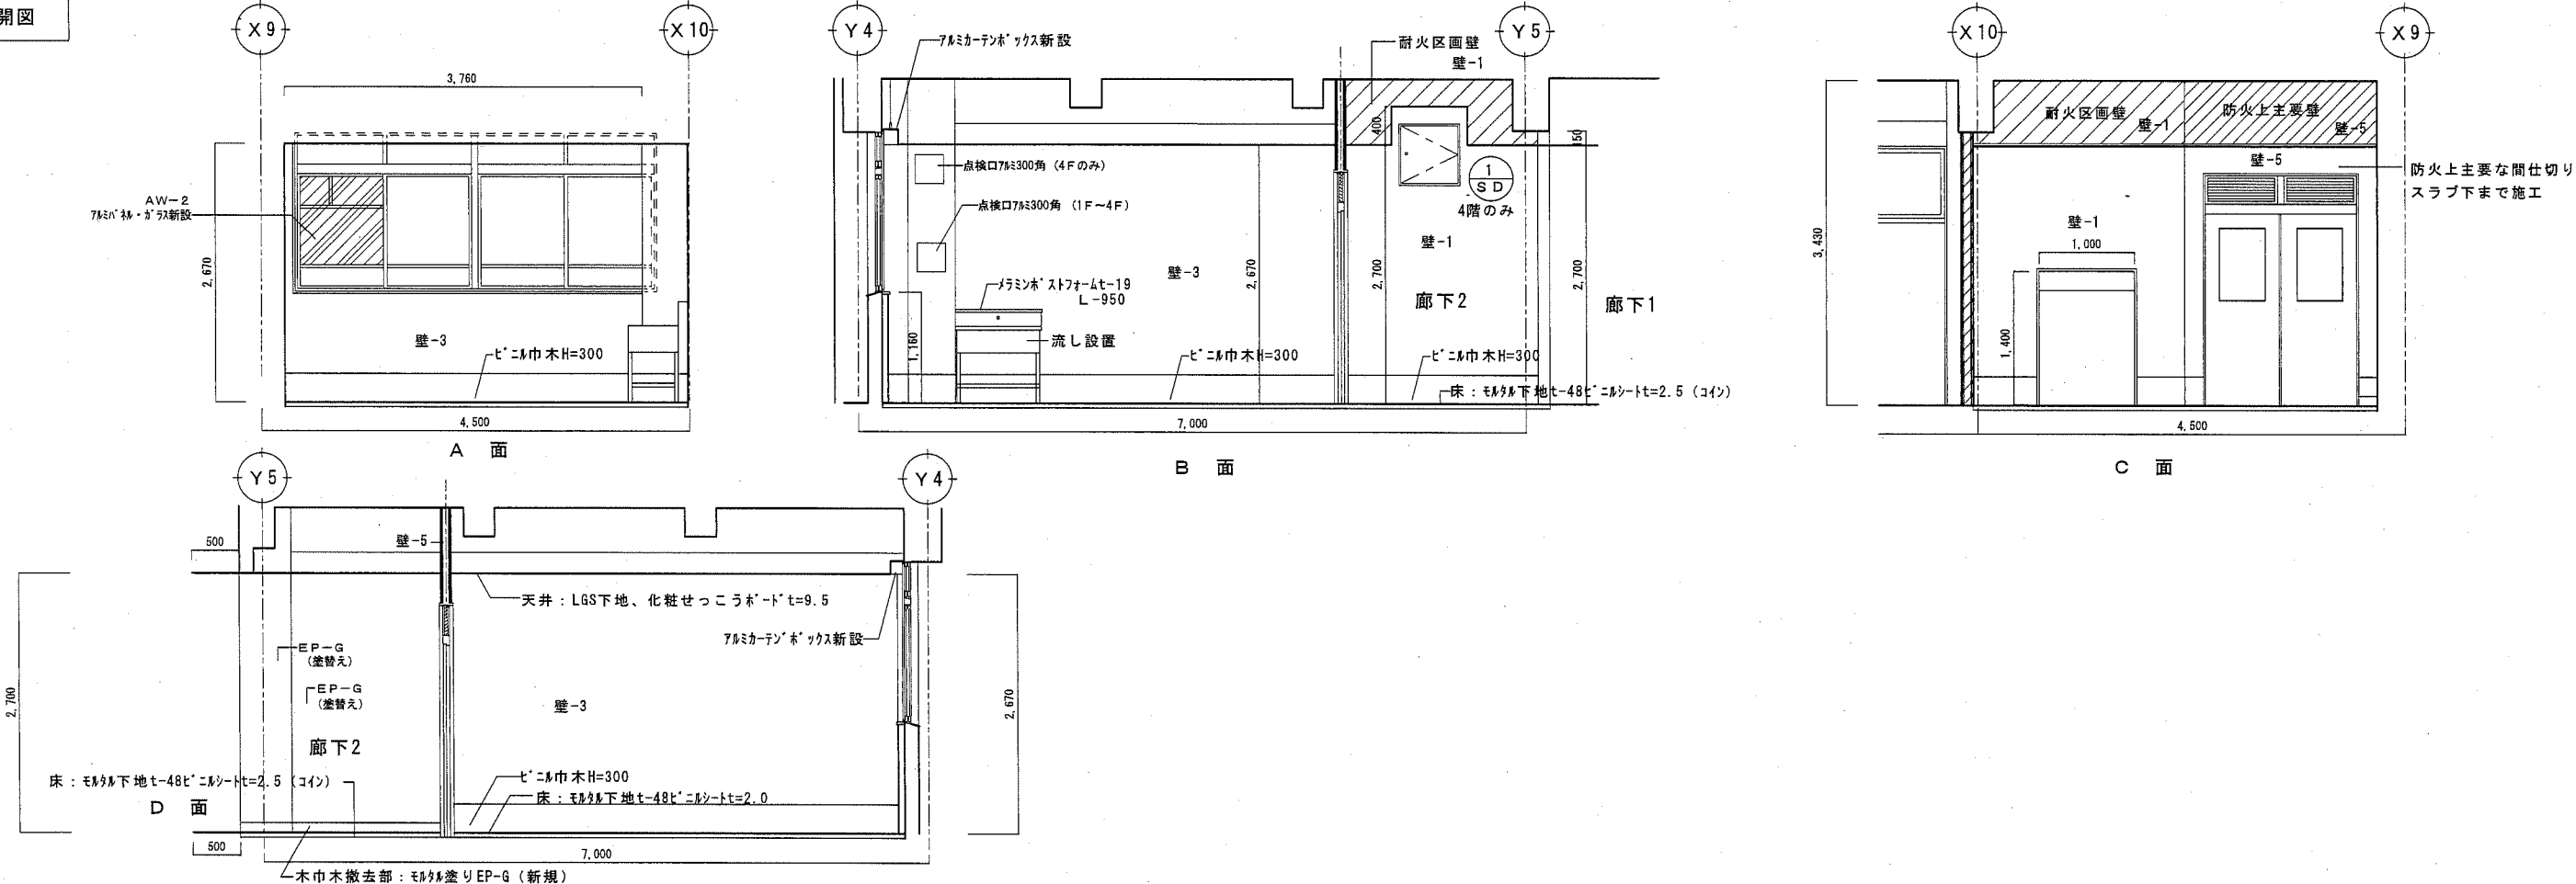 開図
X9
X10
3,760
AW-2
アルミパネル・ガラス新設
2,670
壁-3
ビニル巾木H=300
4,500
A 面
Y4
Y5
アルミカーテンボックス新設
耐火区画壁
壁-1
400
150
点検口アルミ300角（4Fのみ）
点検口アルミ300角（1F～4F）
1
SD
4階のみ
メラミンポストフォームt-19
L-950
流し設置
1,160
壁-3
2,670
2,700
壁-1
廊下2
2,700
廊下1
ビニル巾木H=300
ビニル巾木H=300
床：モルタル下地t-48ビニルシートt=2.5（コイン）
7,000
B 面
X10
X9
耐火区画壁
壁-1
防火上主要壁
壁-5
壁-5
防火上主要な間仕切り
スラブ下まで施工
3,430
壁-1
1,000
1,400
4,500
C 面
Y5
Y4
500
壁-5
天井：LGS下地、化粧せっこうボードt=9.5
アルミカーテンボックス新設
EP-G
（塗替え）
EP-G
（塗替え）
2,700
壁-3
2,670
廊下2
ビニル巾木H=300
床：モルタル下地t-48ビニルシートt=2.5（コイン）
床：モルタル下地t-48ビニルシートt=2.0
D 面
500
7,000
木巾木撤去部：モルタル塗りEP-G（新規）